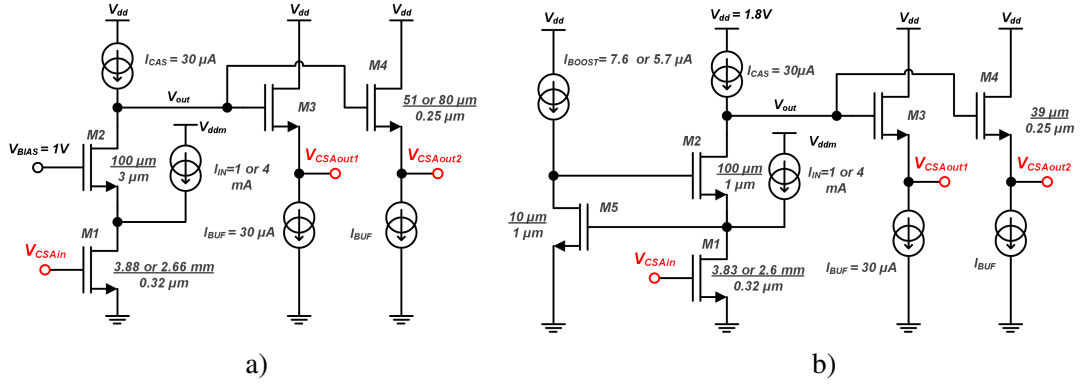 Vdd
ICAS = 30 µA
Vout
M2
VBIAS = 1V
100 µm
3 µm
Vddm
IIN=1 or 4
mA
M1
VCSAin
3.88 or 2.66 mm
0.32 µm
Vdd
M3
VCSAout1
IBUF = 30 µA
Vdd
M4
51 or 80 µm
0.25 µm
VCSAout2
IBUF
a)
Vdd
IBOOST= 7.6 or 5.7 µA
Vdd = 1.8V
ICAS = 30µA
Vout
M2
100 µm
1 µm
Vddm
IIN=1 or 4
mA
M5
10 µm
1 µm
M1
VCSAin
3.83 or 2.6 mm
0.32 µm
Vdd
M3
VCSAout1
IBUF = 30 µA
Vdd
M4
39 µm
0.25 µm
VCSAout2
IBUF
b)